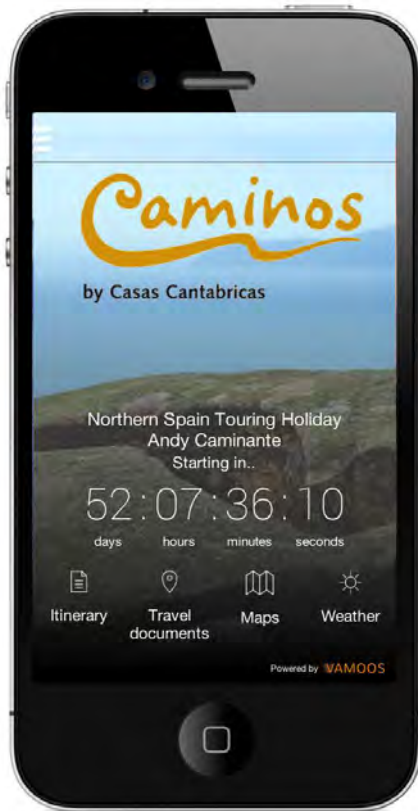 Caminos
by Casas Cantabricas
Northern Spain Touring Holiday
Andy Caminante
Starting in..
52:07:36:10
days hours minutes seconds
Itinerary Travel documents Maps Weather
Powered by VAMOOS